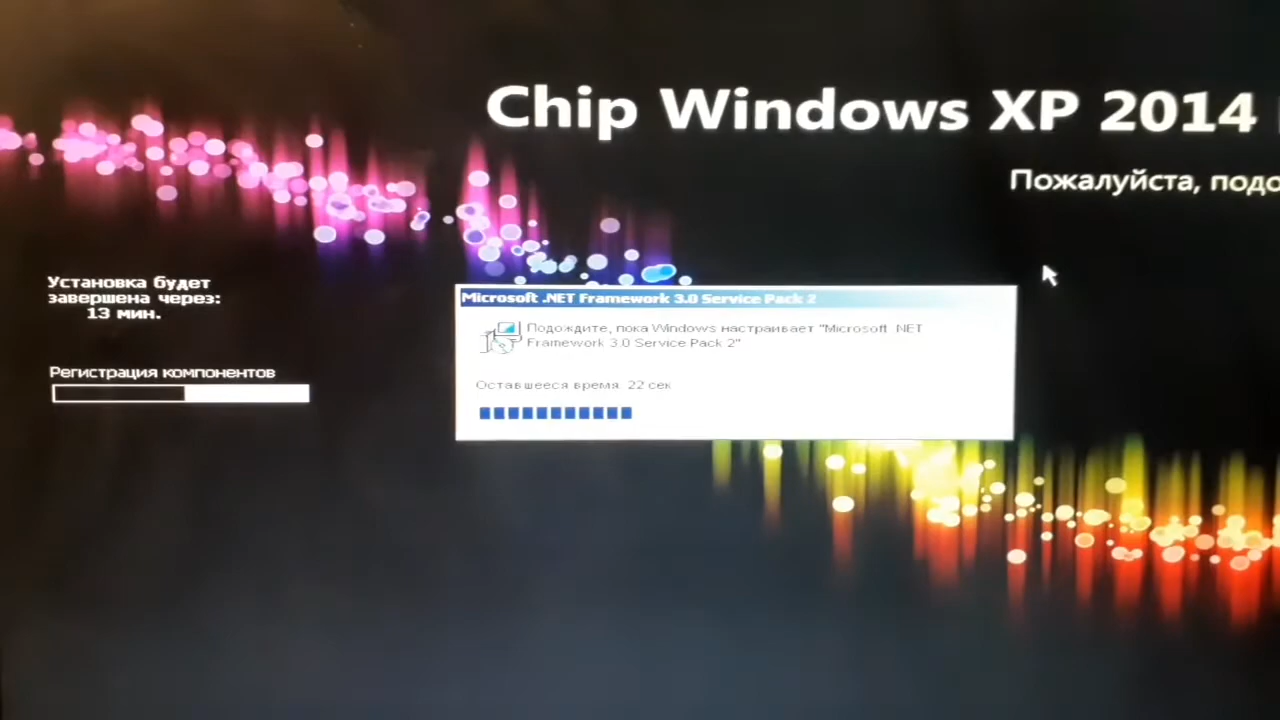 Chip Windows XP 2014
Пожалуйста,
Установка будет
завершена через:
13 мин.
Регистрация компонентов
Microsoft .NET Framework 3.0 Service Pack 2
Подождите, пока Windows настраивает "Microsoft .NET
Framework 3.0 Service Pack 2"
Оставшееся время: 22 сек